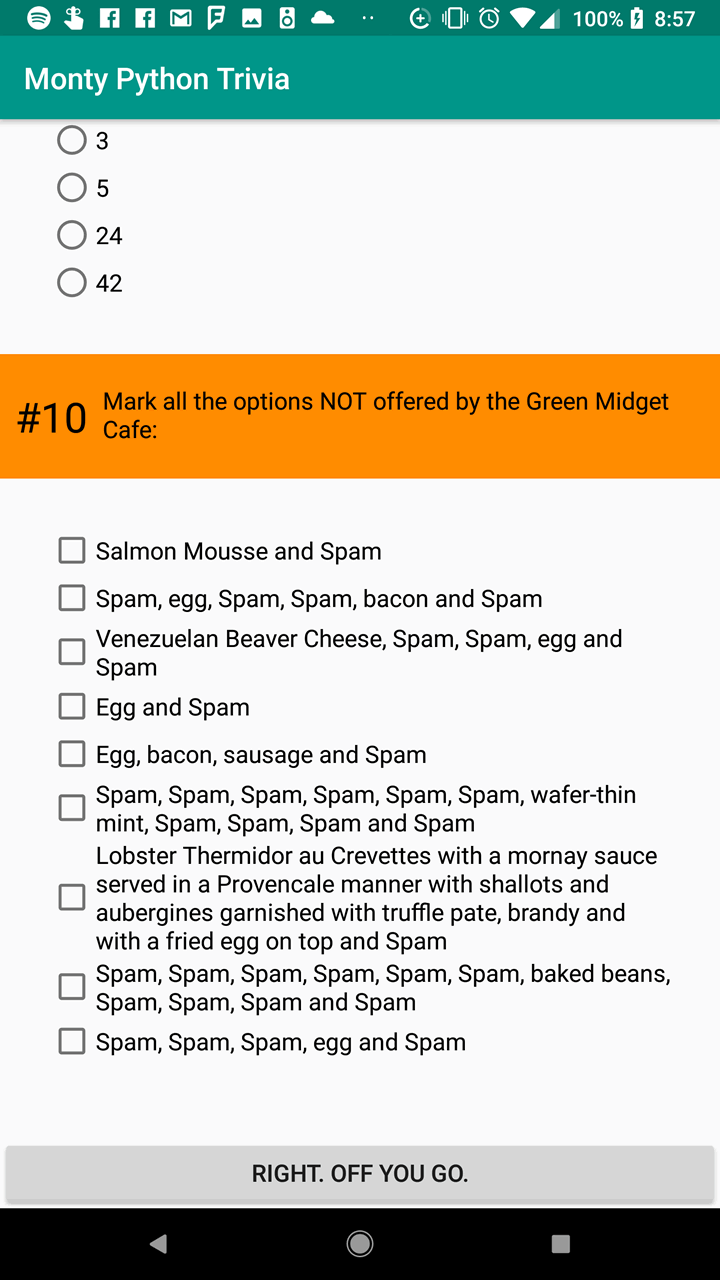 100% 8:57
Monty Python Trivia
3
5
24
42
#10 Mark all the options NOT offered by the Green Midget
Cafe:
Salmon Mousse and Spam
Spam, egg, Spam, Spam, bacon and Spam
Venezuelan Beaver Cheese, Spam, Spam, egg and
Spam
Egg and Spam
Egg, bacon, sausage and Spam
Spam, Spam, Spam, Spam, Spam, Spam, wafer-thin
mint, Spam, Spam, Spam and Spam
Lobster Thermidor au Crevettes with a mornay sauce
served in a Provencale manner with shallots and
aubergines garnished with truffle pate, brandy and
with a fried egg on top and Spam
Spam, Spam, Spam, Spam, Spam, Spam, baked beans,
Spam, Spam, Spam and Spam
Spam, Spam, Spam, egg and Spam
RIGHT. OFF YOU GO.